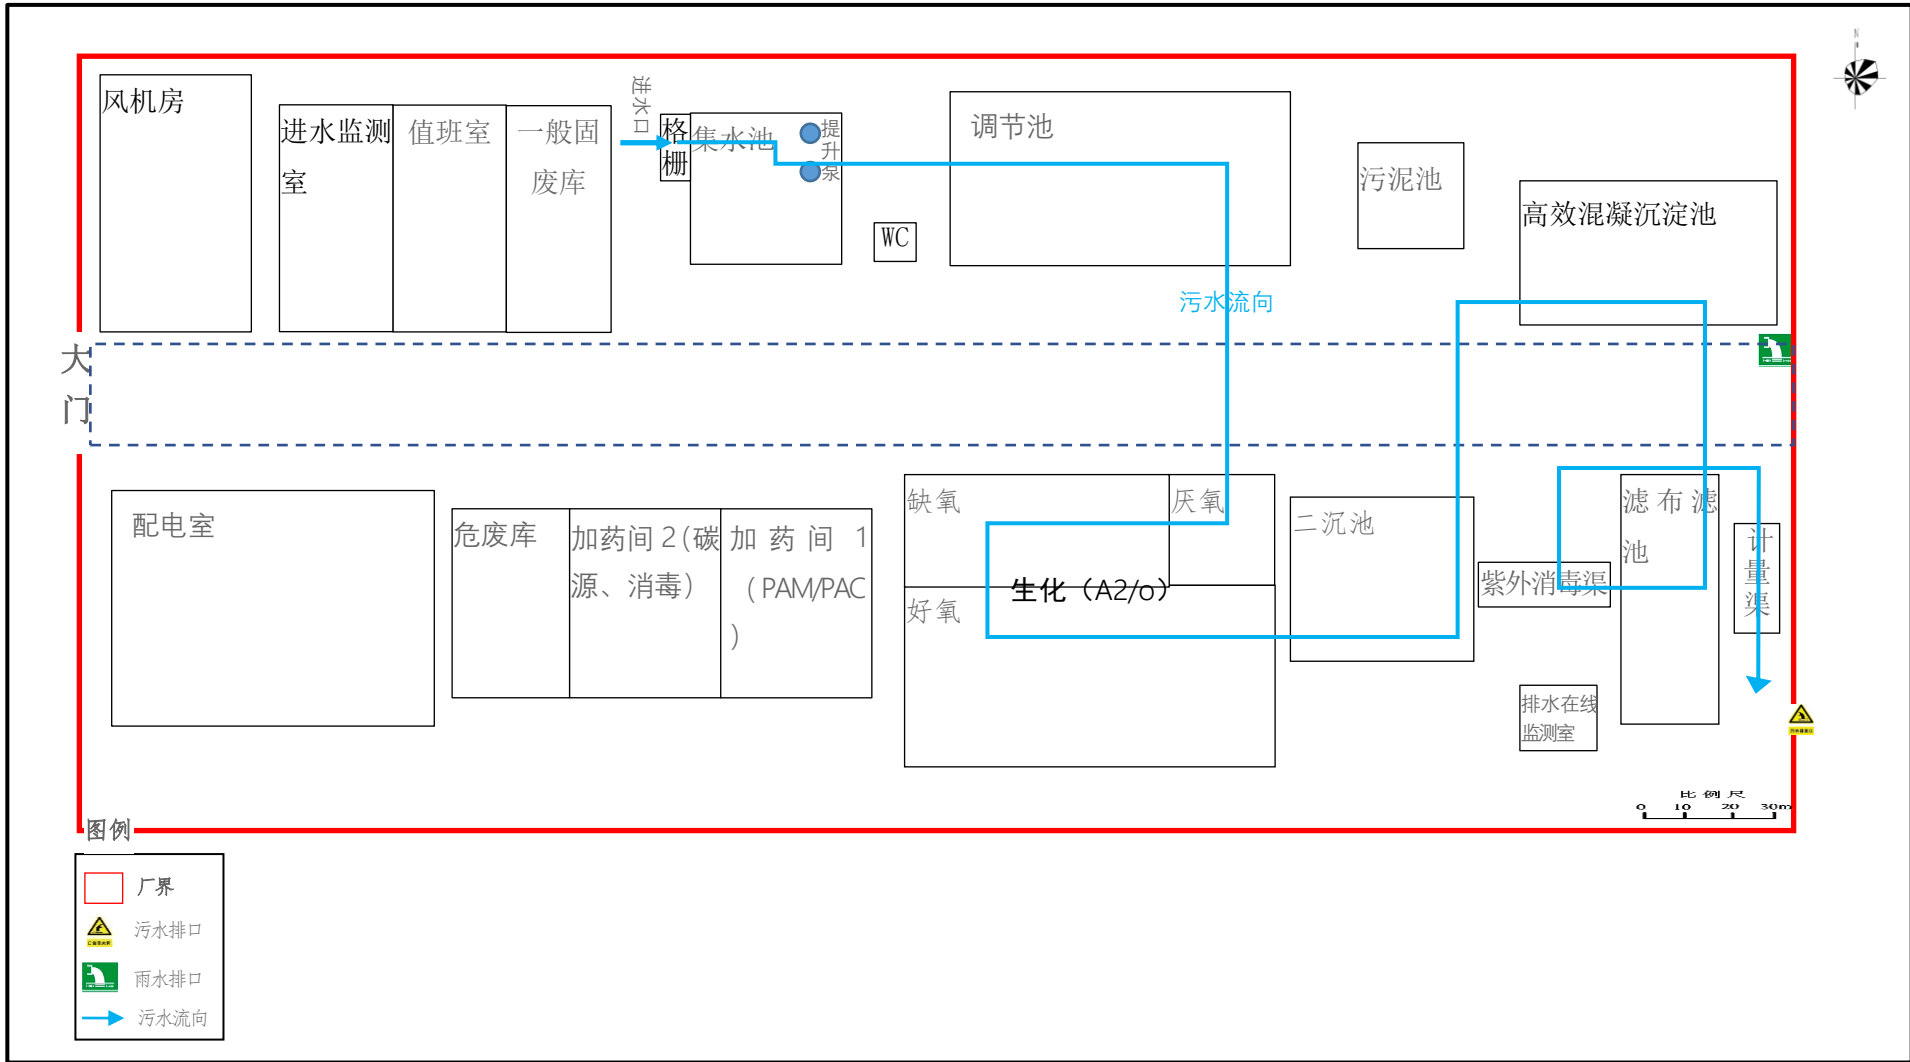 N
风机房
进水监测
室
值班室
一般固
废库
进水口
格
栅
集水池
提
升
泵
WC
调节池
污泥池
高效混凝沉淀池
污水流向
大
门
配电室
危废库
加药间2(碳
源、消毒)
加药间1
(PAM/PAC
)
缺氧
厌氧
生化（A2/o）
好氧
二沉池
紫外消毒渠
滤布滤
池
计
量
渠
排水在线
监测室
比例尺
0 10 20 30m
图例
厂界
污水排口
雨水排口
污水流向